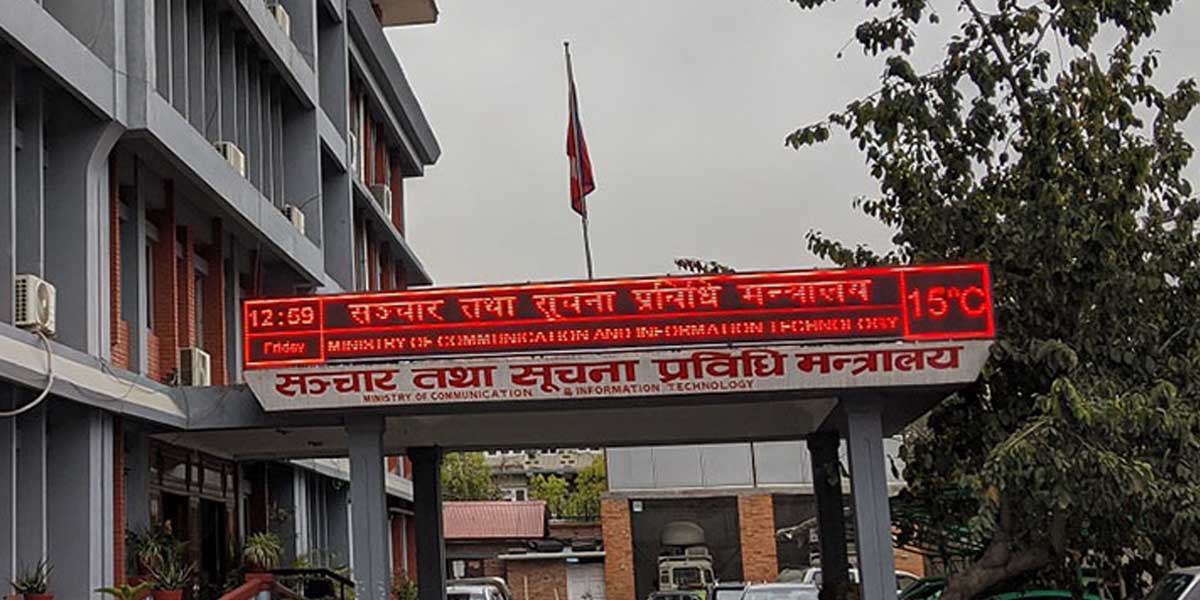 12:59
Friday
सञ्चार तथा सूचना प्रविधि मन्त्रालय
MINISTRY OF COMMUNICATION AND INFORMATION TECHNOLOGY
15°C
सञ्चार तथा सूचना प्रविधि मन्त्रालय
MINISTRY OF COMMUNICATION & INFORMATION TECHNOLOGY